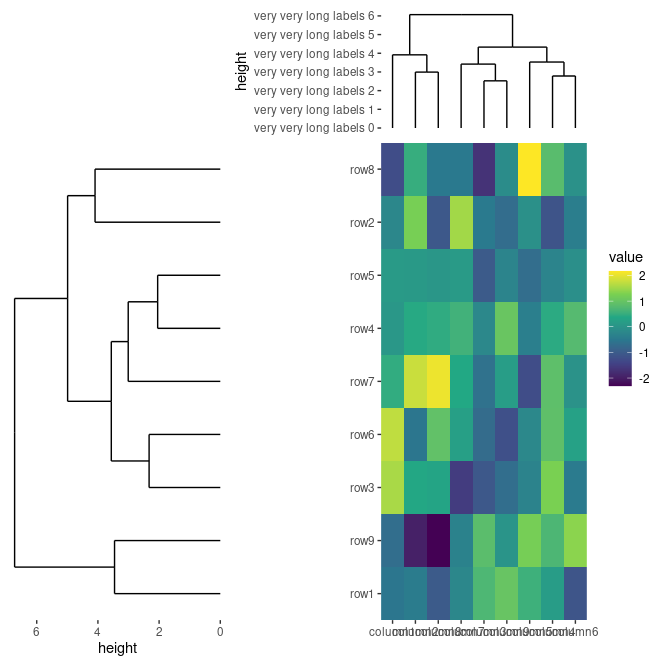 very very long labels 6
very very long labels 5
very very long labels 4
very very long labels 3
very very long labels 2
very very long labels 1
very very long labels 0
height
row8
row2
row5
row4
row7
row6
row3
row9
row1
value
2
1
0
-1
-2
6 4 2 0
height